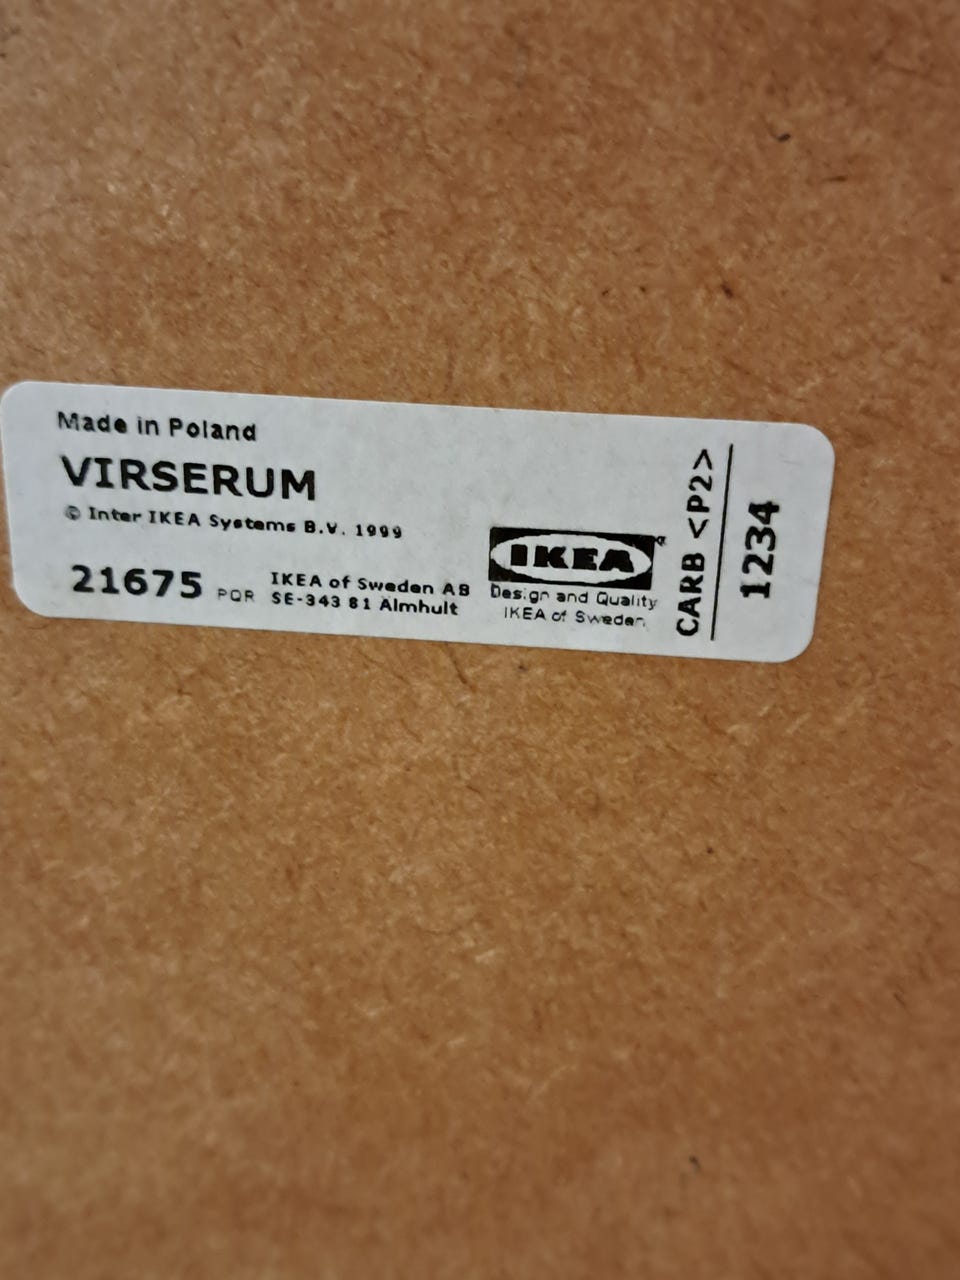 Made in Poland
VIRSERUM
© Inter IKEA Systems B.V. 1999
21675 PQR
IKEA of Sweden AB
SE-343 81 Älmhult
IKEA®
Design and Quality
IKEA of Sweden
CARB <P2>
1234